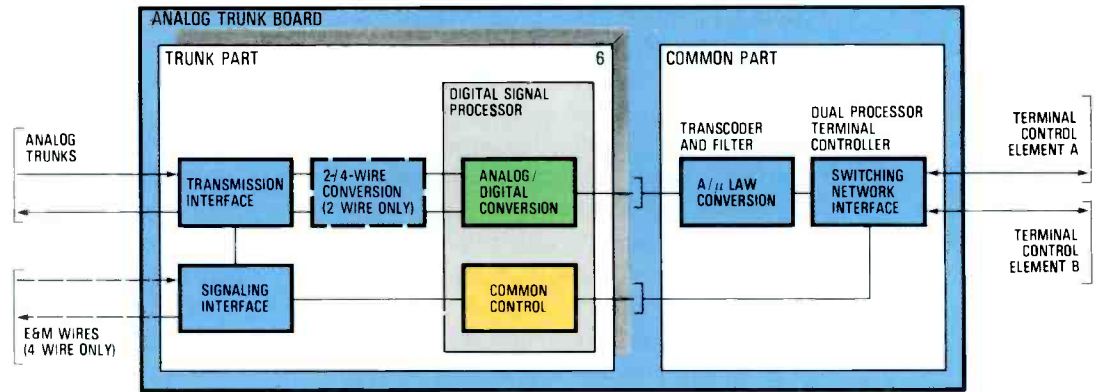 ANALOG TRUNK BOARD
TRUNK PART
6
DIGITAL SIGNAL
PROCESSOR
ANALOG
TRUNKS
TRANSMISSION
INTERFACE
2-/4-WIRE
CONVERSION
(2 WIRE ONLY)
ANALOG/
DIGITAL
CONVERSION
SIGNALING
INTERFACE
COMMON
CONTROL
E&M WIRES
(4 WIRE ONLY)
COMMON PART
TRANSCODER
AND FILTER
DUAL PROCESSOR
TERMINAL
CONTROLLER
A/μ LAW
CONVERSION
SWITCHING
NETWORK
INTERFACE
TERMINAL
CONTROL
ELEMENT A
TERMINAL
CONTROL
ELEMENT B